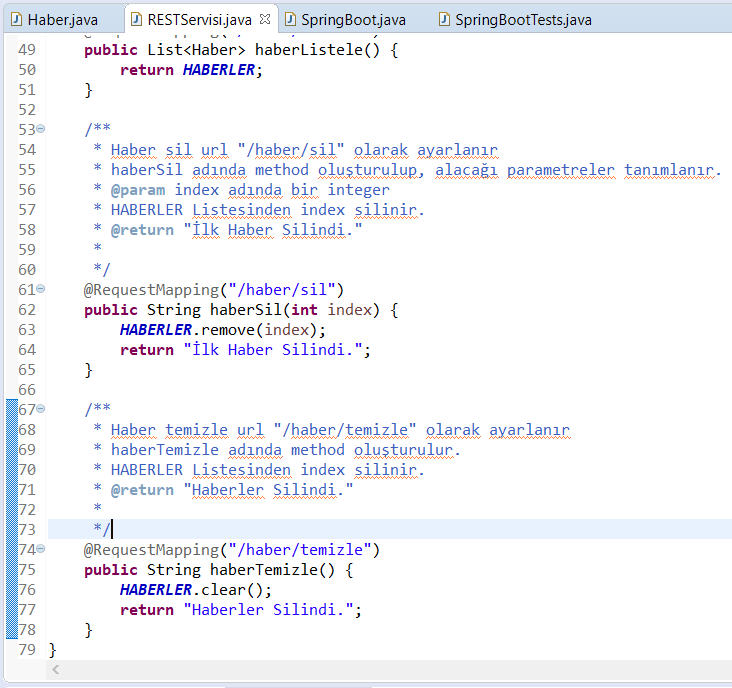 Haber.java RESTServisi.java SpringBoot.java SpringBootTests.java
49 public List<Haber> haberListele() {
50 return HABERLER;
51 }
52
53 /**
54 * Haber sil url "/haber/sil" olarak ayarlanır
55 * haberSil adında method oluşturulup, alacağı parametreler tanımlanır.
56 * @param index adında bir integer
57 * HABERLER Listesinden index silinir.
58 * @return "İlk Haber Silindi."
59 *
60 */
61 @RequestMapping("/haber/sil")
62 public String haberSil(int index) {
63 HABERLER.remove(index);
64 return "İlk Haber Silindi.";
65 }
66
67 /**
68 * Haber temizle url "/haber/temizle" olarak ayarlanır
69 * haberTemizle adında method oluşturulur.
70 * HABERLER Listesinden index silinir.
71 * @return "Haberler Silindi."
72 *
73 */
74 @RequestMapping("/haber/temizle")
75 public String haberTemizle() {
76 HABERLER.clear();
77 return "Haberler Silindi.";
78 }
79 }